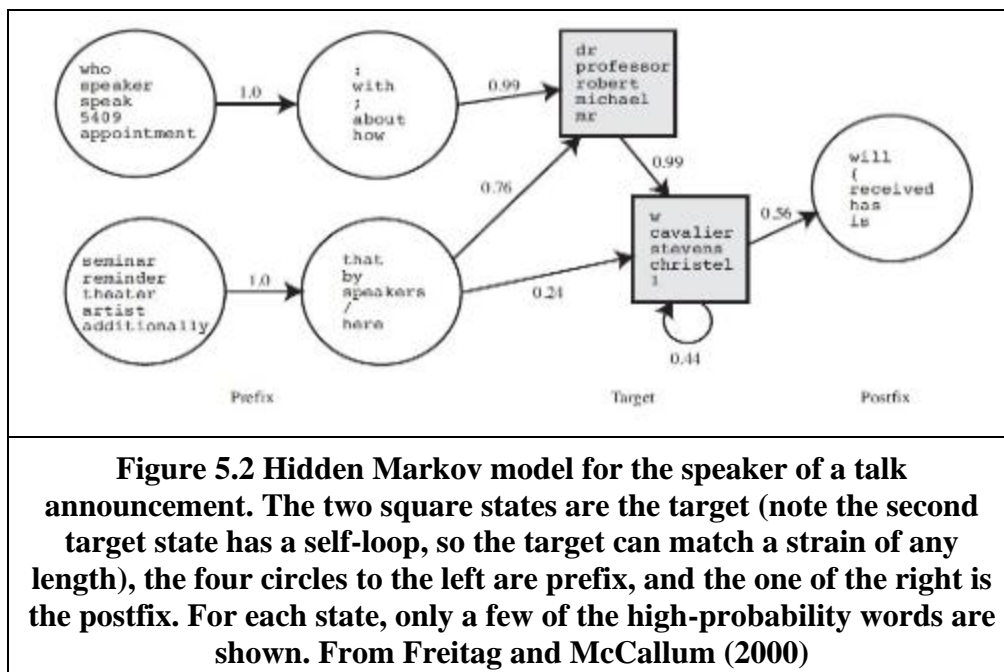 who
speaker
speak
5409
appointment
1.0
:
with
;
about
how
0.99
dr
professor
robert
michael
mr
0.76
0.99
seminar
reminder
theater
artist
additionally
1.0
that
by
speakers
/
here
0.24
w
cavalier
stevens
christel
l
0.44
0.56
will
(
received
has
is
Prefix
Target
Postfix
Figure 5.2 Hidden Markov model for the speaker of a talk
announcement. The two square states are the target (note the second
target state has a self-loop, so the target can match a strain of any
length), the four circles to the left are prefix, and the one of the right is
the postfix. For each state, only a few of the high-probability words are
shown. From Freitag and McCallum (2000)